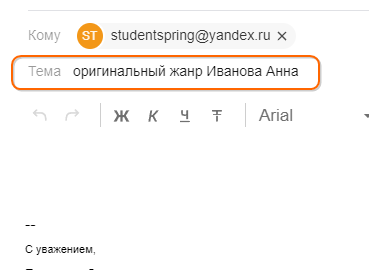 Кому ST studentspring@yandex.ru ×
Тема оригинальный жанр Иванова Анна
Ж К Ч Т Arial
--
С уважением,